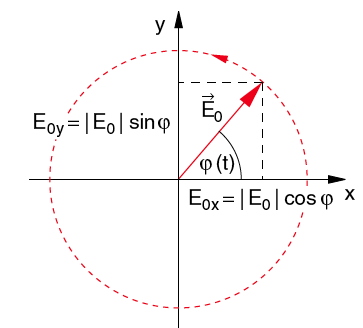 y
E⃗₀
E₀y = |E₀| sinφ
φ(t)
E₀x = |E₀| cosφ
x